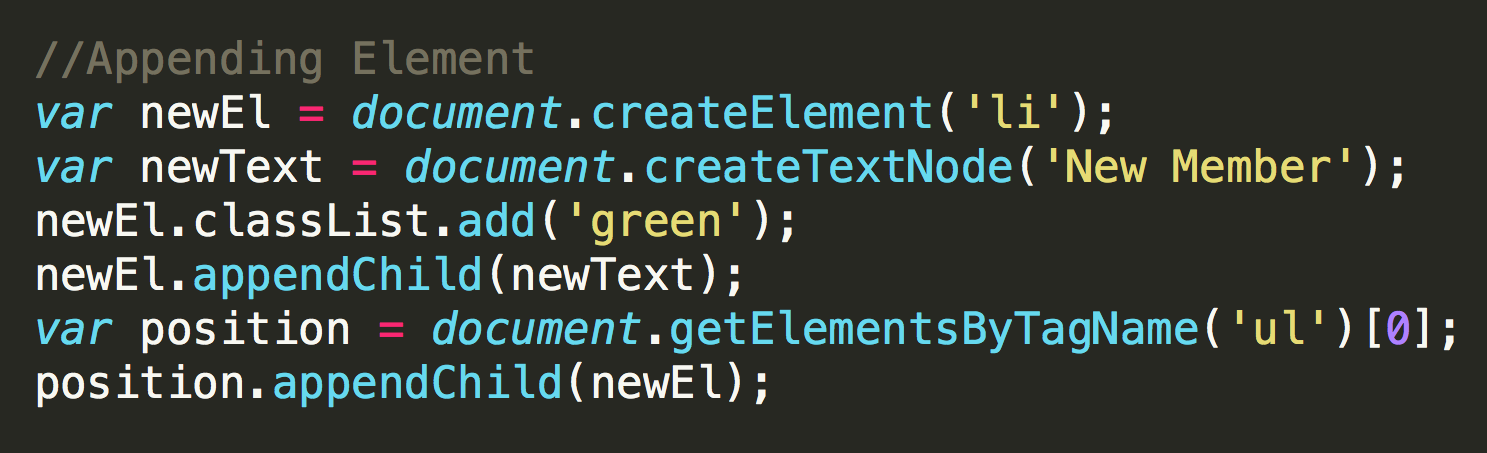 //Appending Element
var newEl = document.createElement('li');
var newText = document.createTextNode('New Member');
newEl.classList.add('green');
newEl.appendChild(newText);
var position = document.getElementsByTagName('ul')[0];
position.appendChild(newEl);